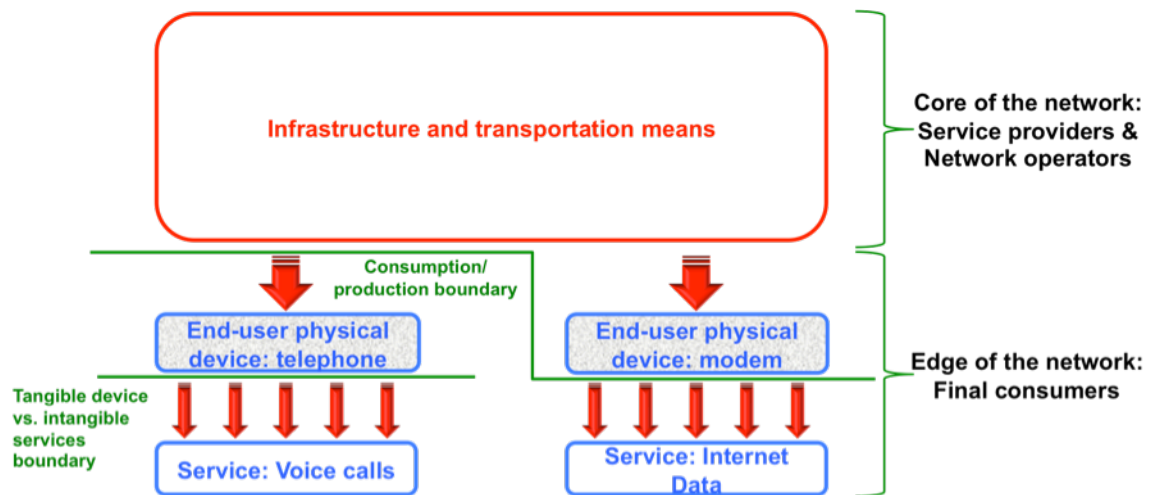 Infrastructure and transportation means
Core of the network:
Service providers &
Network operators
Consumption/
production boundary
End-user physical
device: telephone
End-user physical
device: modem
Edge of the network:
Final consumers
Tangible device
vs. intangible
services
boundary
Service: Voice calls
Service: Internet
Data